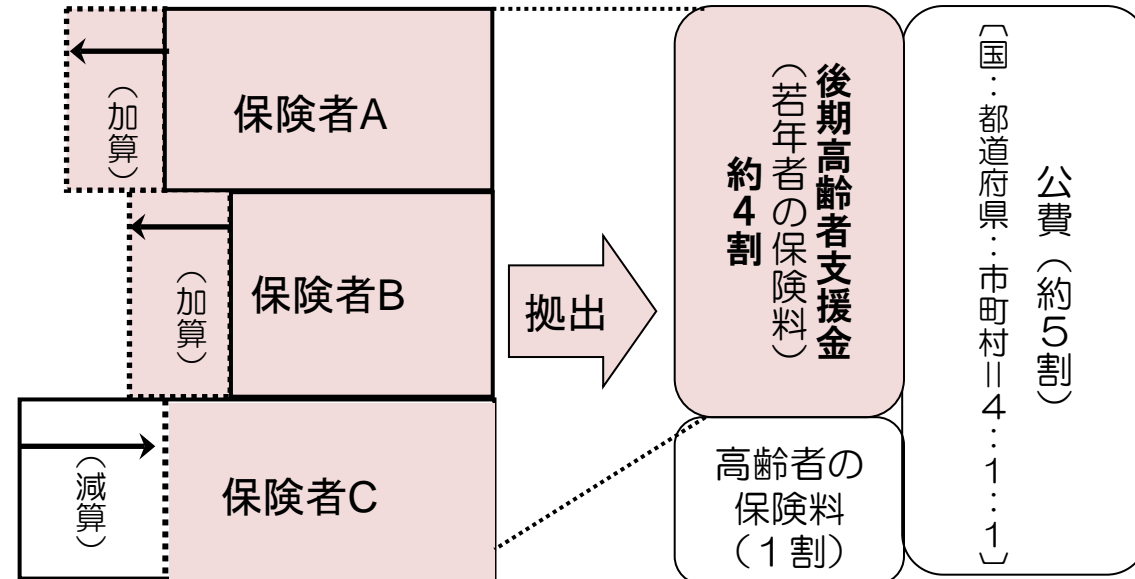 保険者A
(加算)
保険者B
(加算)
保険者C
(減算)
拠出
後期高齢者支援金
(若年者の保険料)
約4割
高齢者の
保険料
(1割)
公費(約5割)
〔国:都道府県:市町村=4:1:1〕